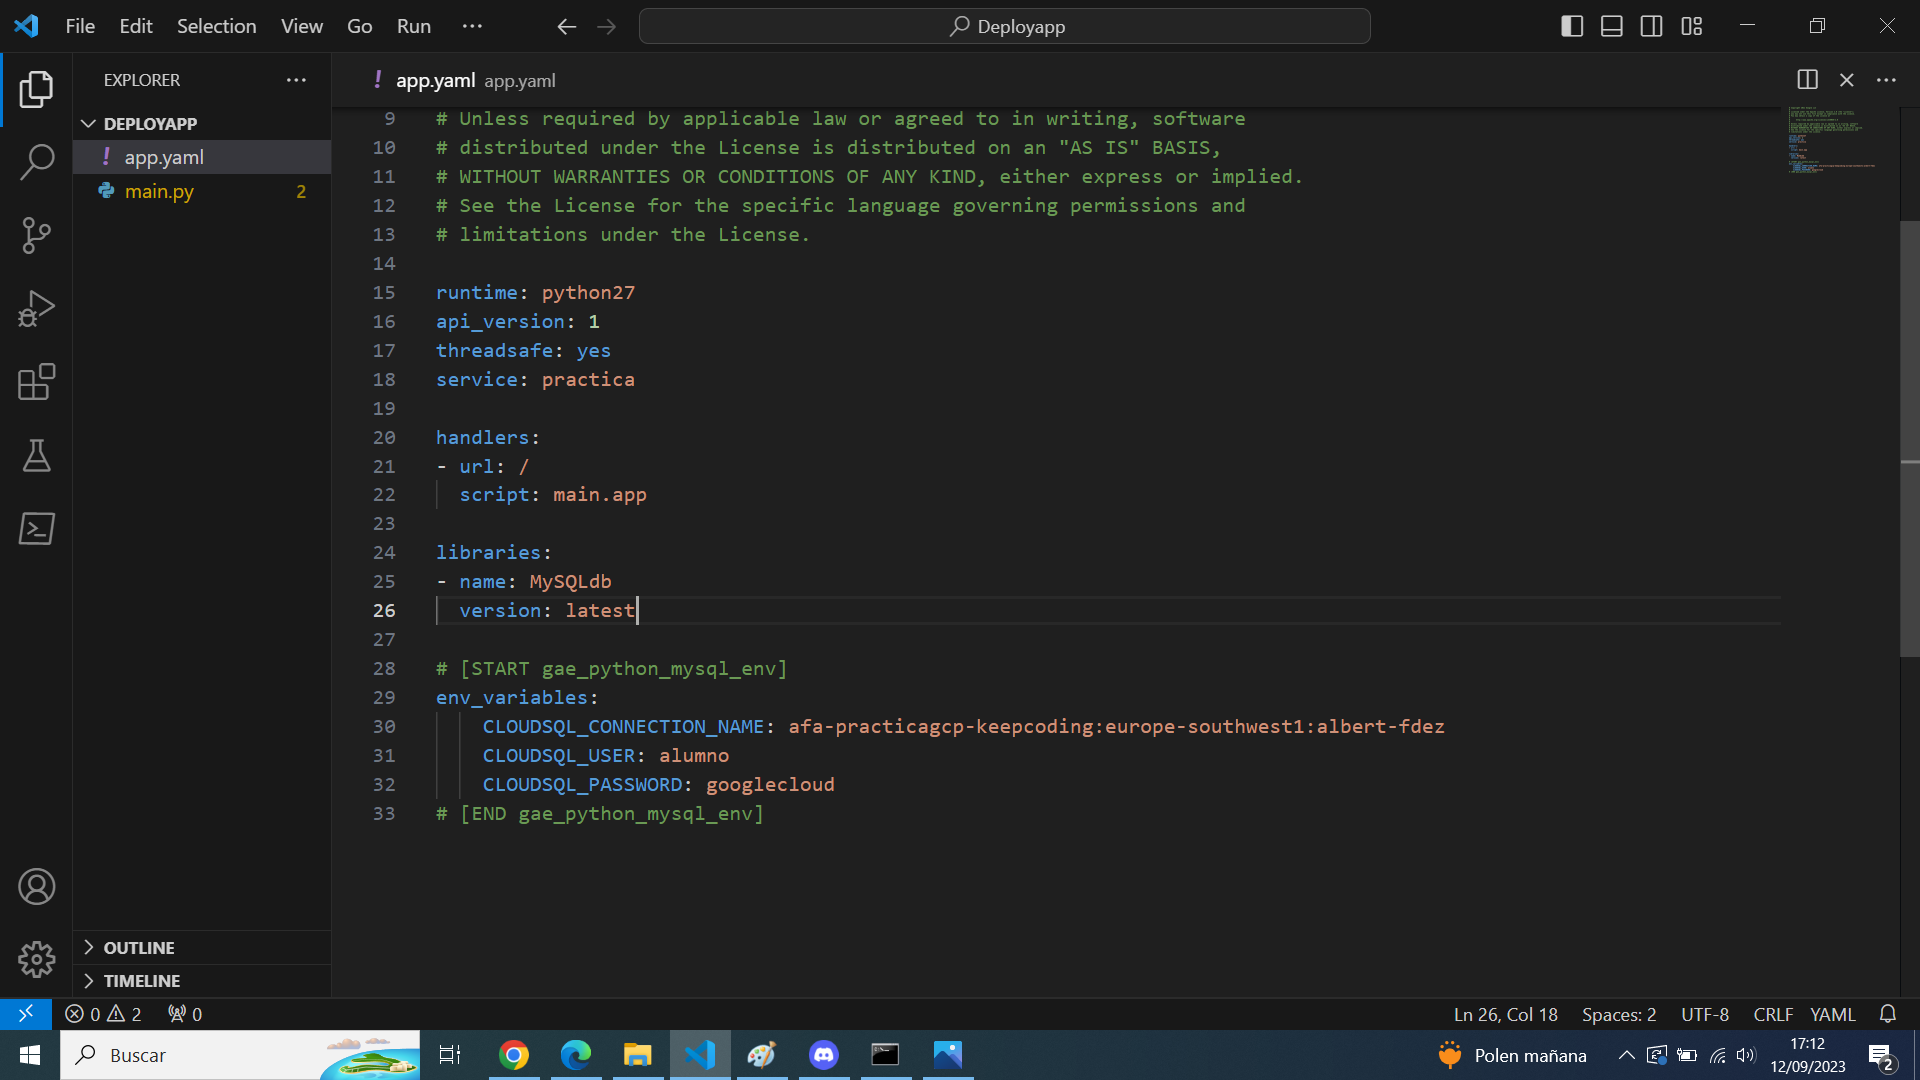 File Edit Selection View Go Run ···
Deployapp
EXPLORER
DEPLOYAPP
! app.yaml
main.py 2
OUTLINE
TIMELINE
! app.yaml app.yaml
9 # Unless required by applicable law or agreed to in writing, software
10 # distributed under the License is distributed on an "AS IS" BASIS,
11 # WITHOUT WARRANTIES OR CONDITIONS OF ANY KIND, either express or implied.
12 # See the License for the specific language governing permissions and
13 # limitations under the License.
14
15 runtime: python27
16 api_version: 1
17 threadsafe: yes
18 service: practica
19
20 handlers:
21 - url: /
22 script: main.app
23
24 libraries:
25 - name: MySQLdb
26 version: latest
27
28 # [START gae_python_mysql_env]
29 env_variables:
30 CLOUDSQL_CONNECTION_NAME: afa-practicagcp-keepcoding:europe-southwest1:albert-fdez
31 CLOUDSQL_USER: alumno
32 CLOUDSQL_PASSWORD: googlecloud
33 # [END gae_python_mysql_env]
0 2 0
Ln 26, Col 18 Spaces: 2 UTF-8 CRLF YAML
Buscar
Polen mañana
17:12
12/09/2023
2